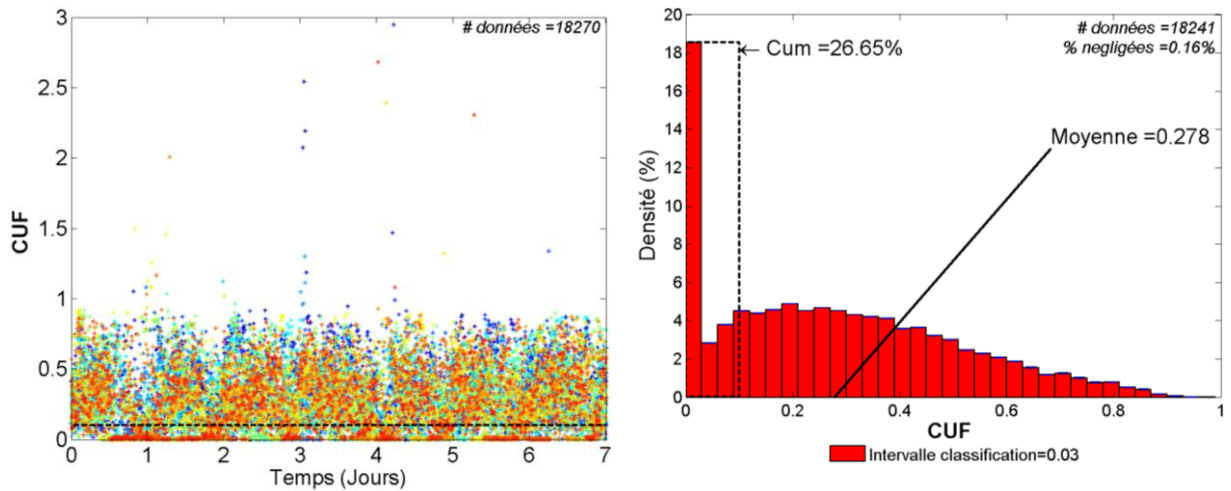 # données =18270
3
2.5
2
1.5
1
0.5
0
CUF
0 1 2 3 4 5 6 7
Temps (Jours)
# données =18241
% negligées =0.16%
20
18
16
14
12
10
8
6
4
2
0
Densité (%)
← Cum =26.65%
Moyenne =0.278
0 0.2 0.4 0.6 0.8 1
CUF
Intervalle classification=0.03